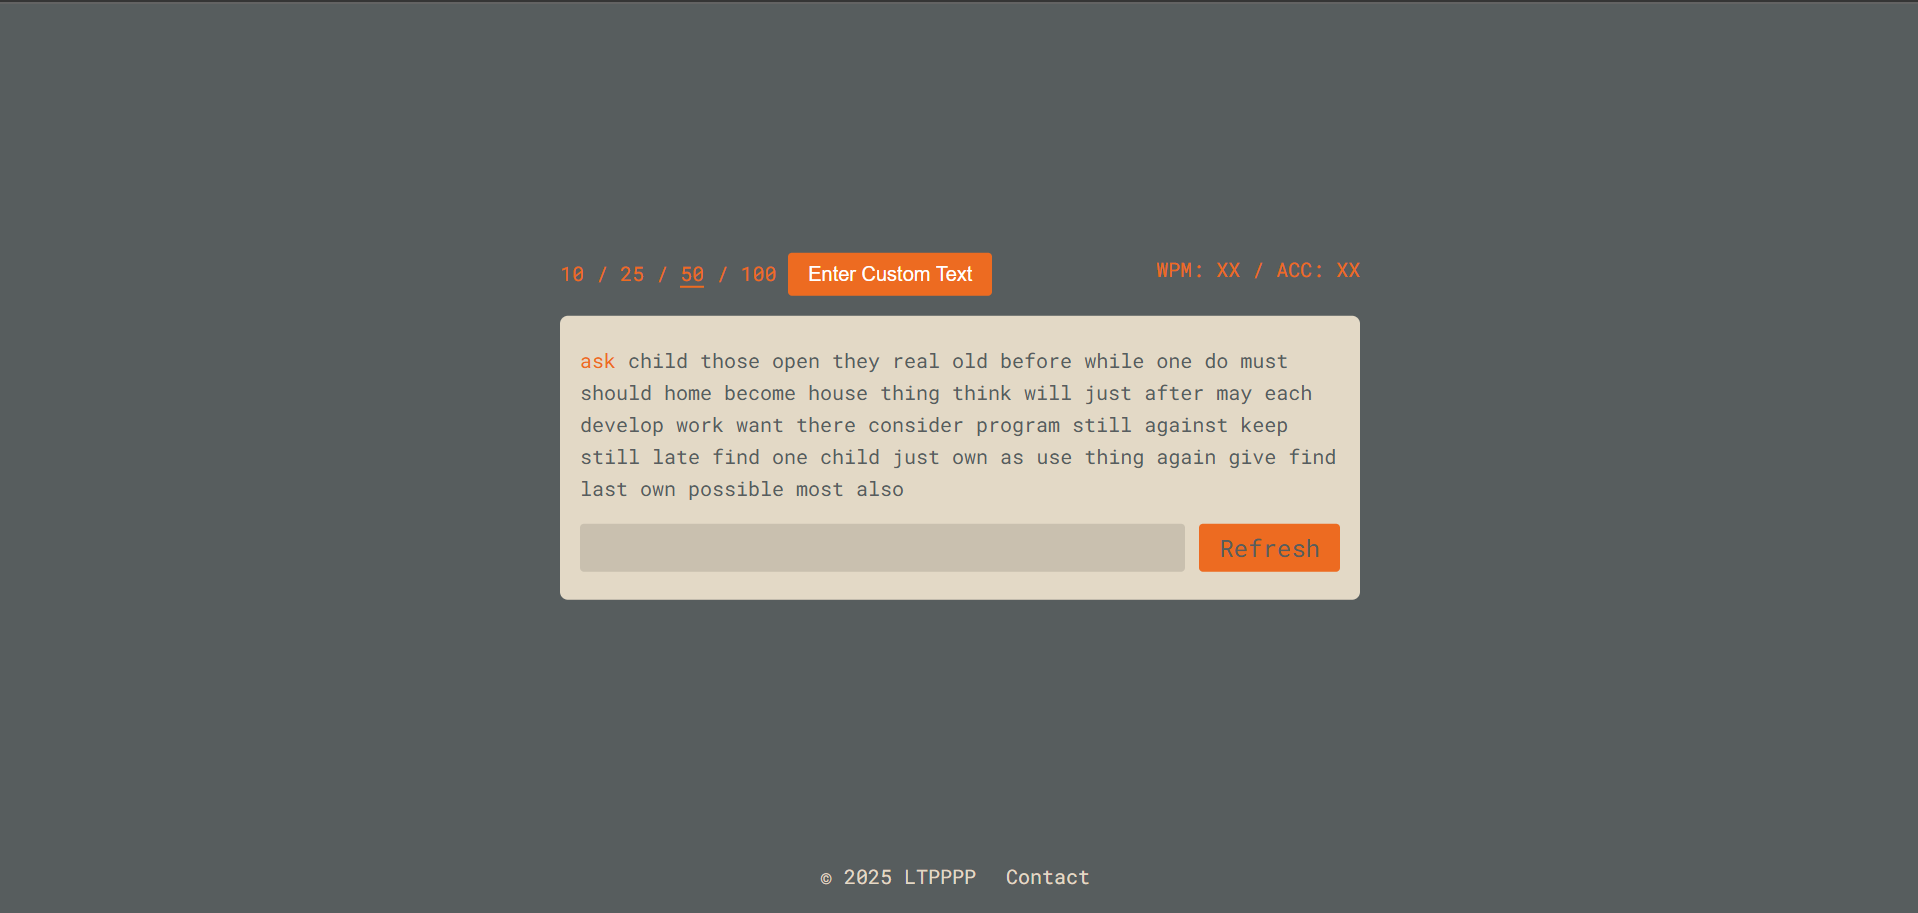 10 / 25 / 50 / 100 Enter Custom Text WPM: XX / ACC: XX
ask child those open they real old before while one do must
should home become house thing think will just after may each
develop work want there consider program still against keep
still late find one child just own as use thing again give find
last own possible most also
Refresh
© 2025 LTPPPP Contact